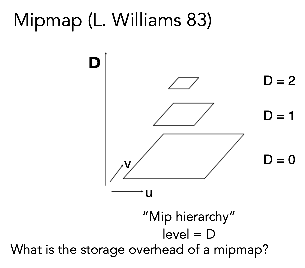 Mipmap (L. Williams 83)
D
D = 2
D = 1
D = 0
v
u
“Mip hierarchy”
level = D
What is the storage overhead of a mipmap?